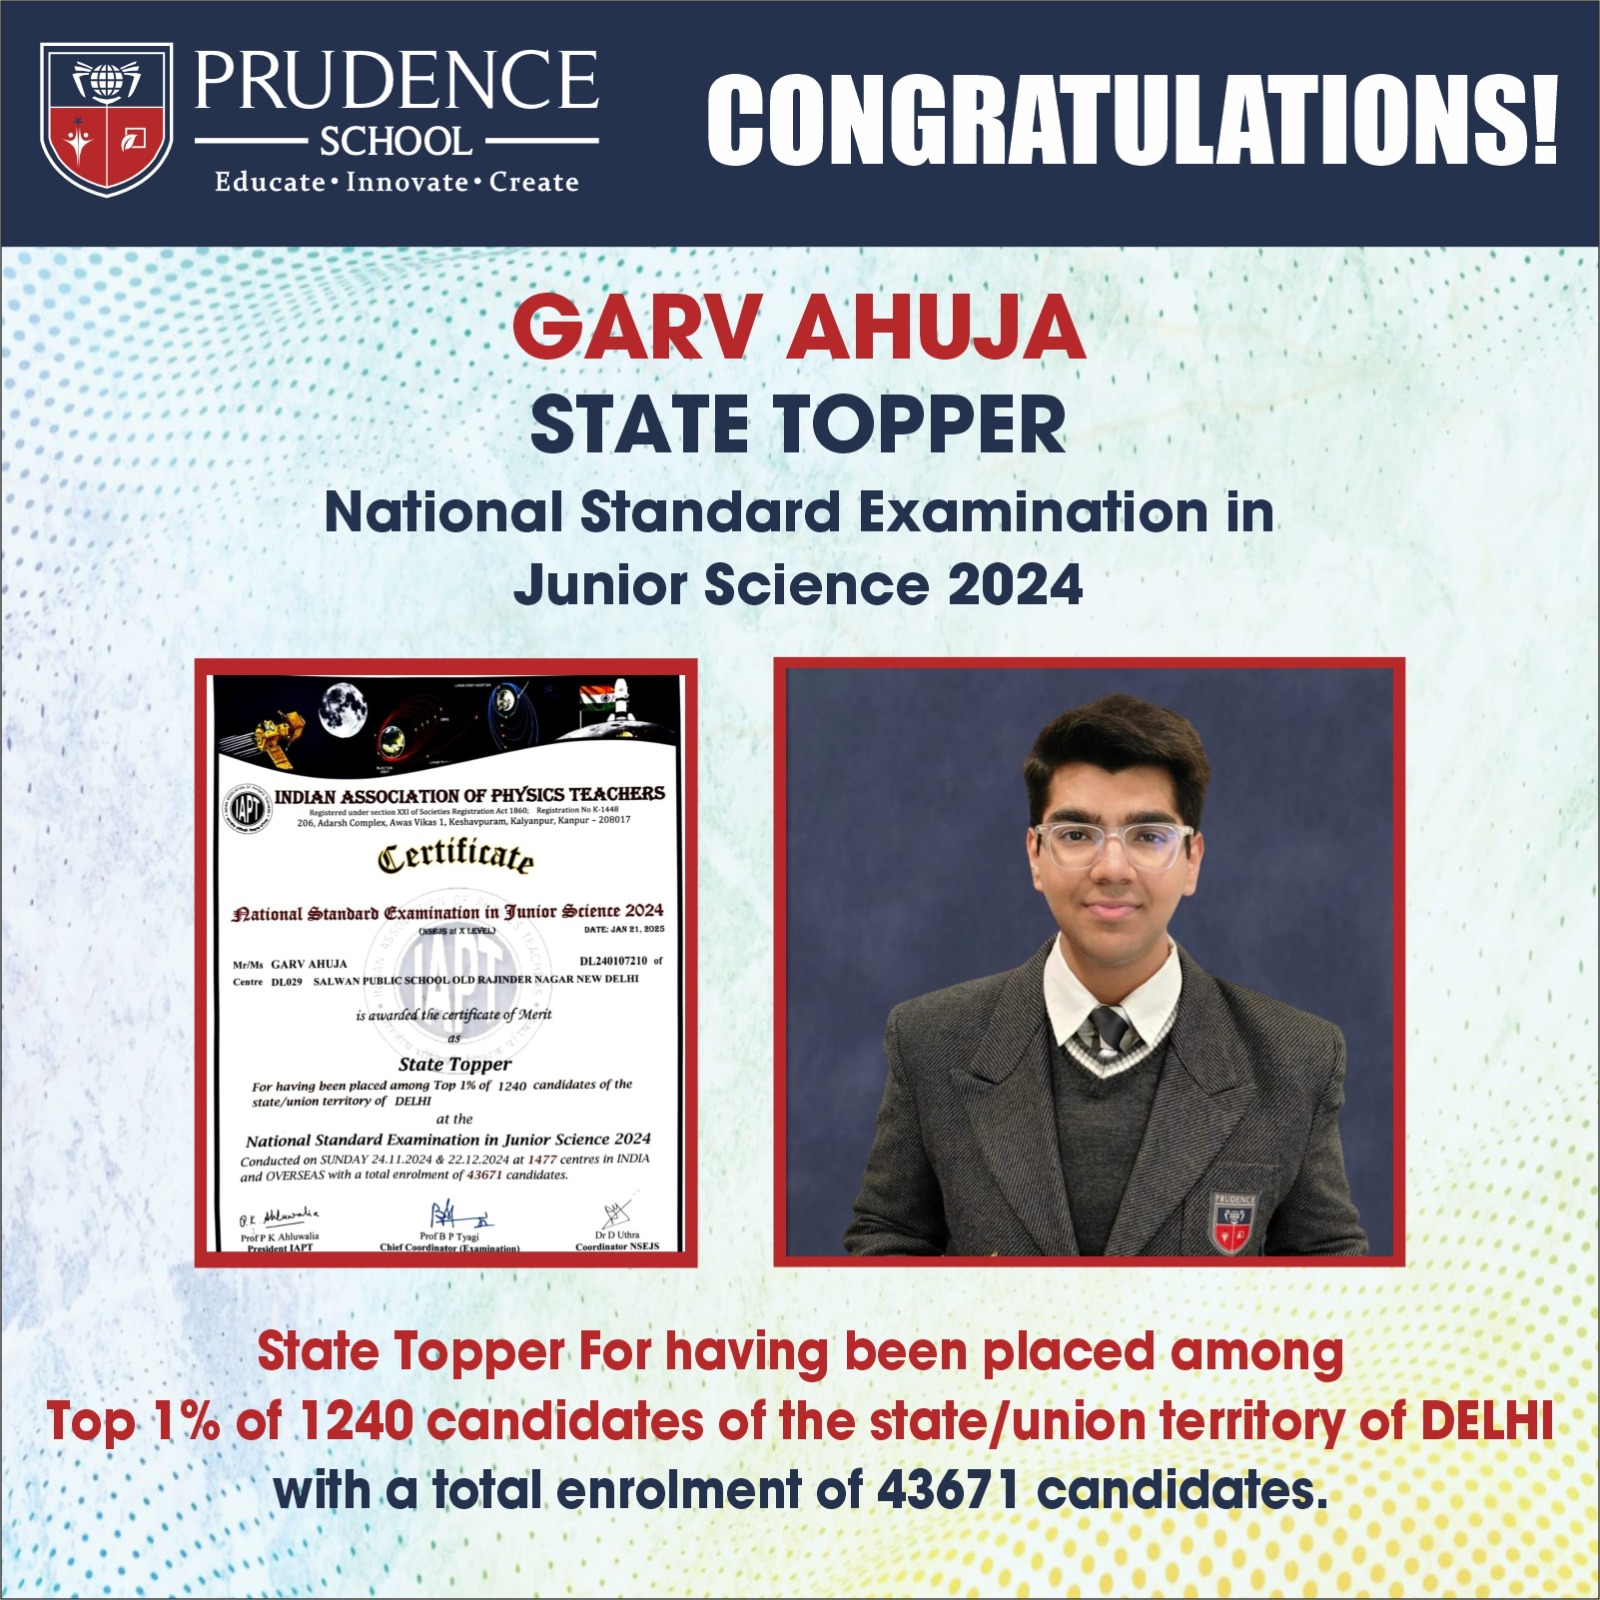 PRUDENCE
SCHOOL
Educate • Innovate • Create
CONGRATULATIONS!
GARV AHUJA
STATE TOPPER
National Standard Examination in
Junior Science 2024
IAPT
INDIAN ASSOCIATION OF PHYSICS TEACHERS
Registered under section XXI of Societies Registration Act 1860; Registration No K-1448
206, Adarsh Complex, Awas Vikas 1, Keshavpuram, Kalyanpur, Kanpur – 208017
Certificate
National Standard Examination in Junior Science 2024
(NSEJS at X LEVEL) DATE: JAN 21, 2025
Mr/Ms GARV AHUJA DL240107210 of
Centre DL029 SALWAN PUBLIC SCHOOL OLD RAJINDER NAGAR NEW DELHI
is awarded the certificate of Merit
as
State Topper
For having been placed among Top 1% of 1240 candidates of the
state/union territory of DELHI
at the
National Standard Examination in Junior Science 2024
Conducted on SUNDAY 24.11.2024 & 22.12.2024 at 1477 centres in INDIA
and OVERSEAS with a total enrolment of 43671 candidates.
P.K. Ahluwalia
Prof P K Ahluwalia Prof B P Tyagi Dr D Uthra
President IAPT Chief Coordinator (Examination) Coordinator NSEJS
PRUDENCE
State Topper For having been placed among
Top 1% of 1240 candidates of the state/union territory of DELHI
with a total enrolment of 43671 candidates.